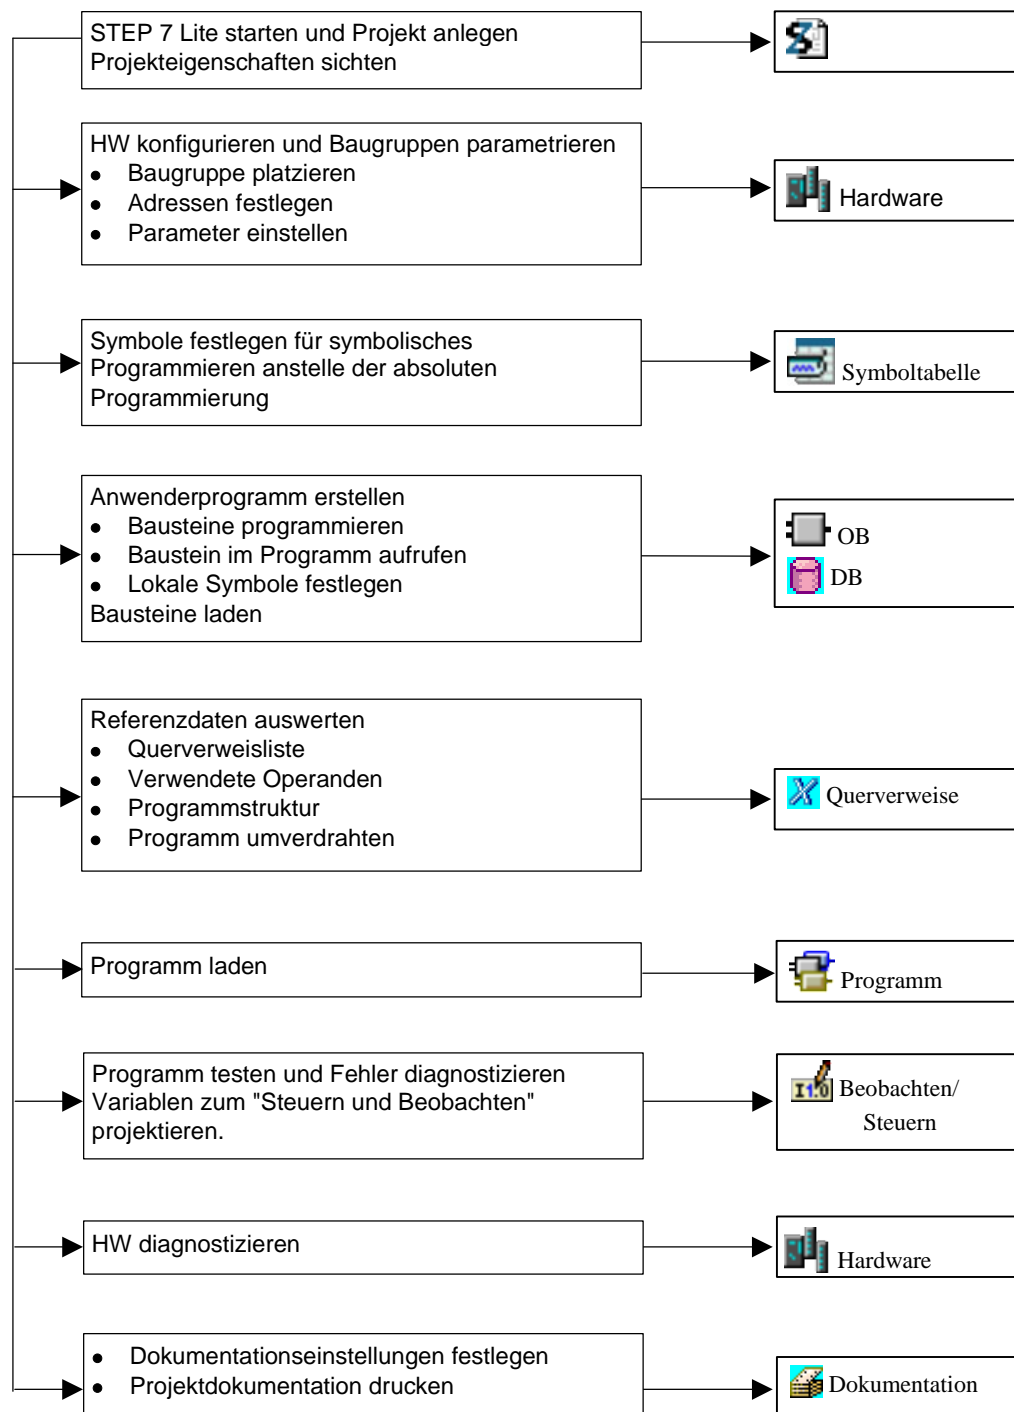 STEP 7 Lite starten und Projekt anlegen
Projekteigenschaften sichten
HW konfigurieren und Baugruppen parametrieren
● Baugruppe platzieren
● Adressen festlegen
● Parameter einstellen
Hardware
Symbole festlegen für symbolisches
Programmieren anstelle der absoluten
Programmierung
Symboltabelle
Anwenderprogramm erstellen
● Bausteine programmieren
● Baustein im Programm aufrufen
● Lokale Symbole festlegen
Bausteine laden
OB
DB
Referenzdaten auswerten
● Querverweisliste
● Verwendete Operanden
● Programmstruktur
● Programm umverdrahten
Querverweise
Programm laden
Programm
Programm testen und Fehler diagnostizieren
Variablen zum "Steuern und Beobachten"
projektieren.
I1.0
Beobachten/
Steuern
HW diagnostizieren
Hardware
● Dokumentationseinstellungen festlegen
● Projektdokumentation drucken
Dokumentation